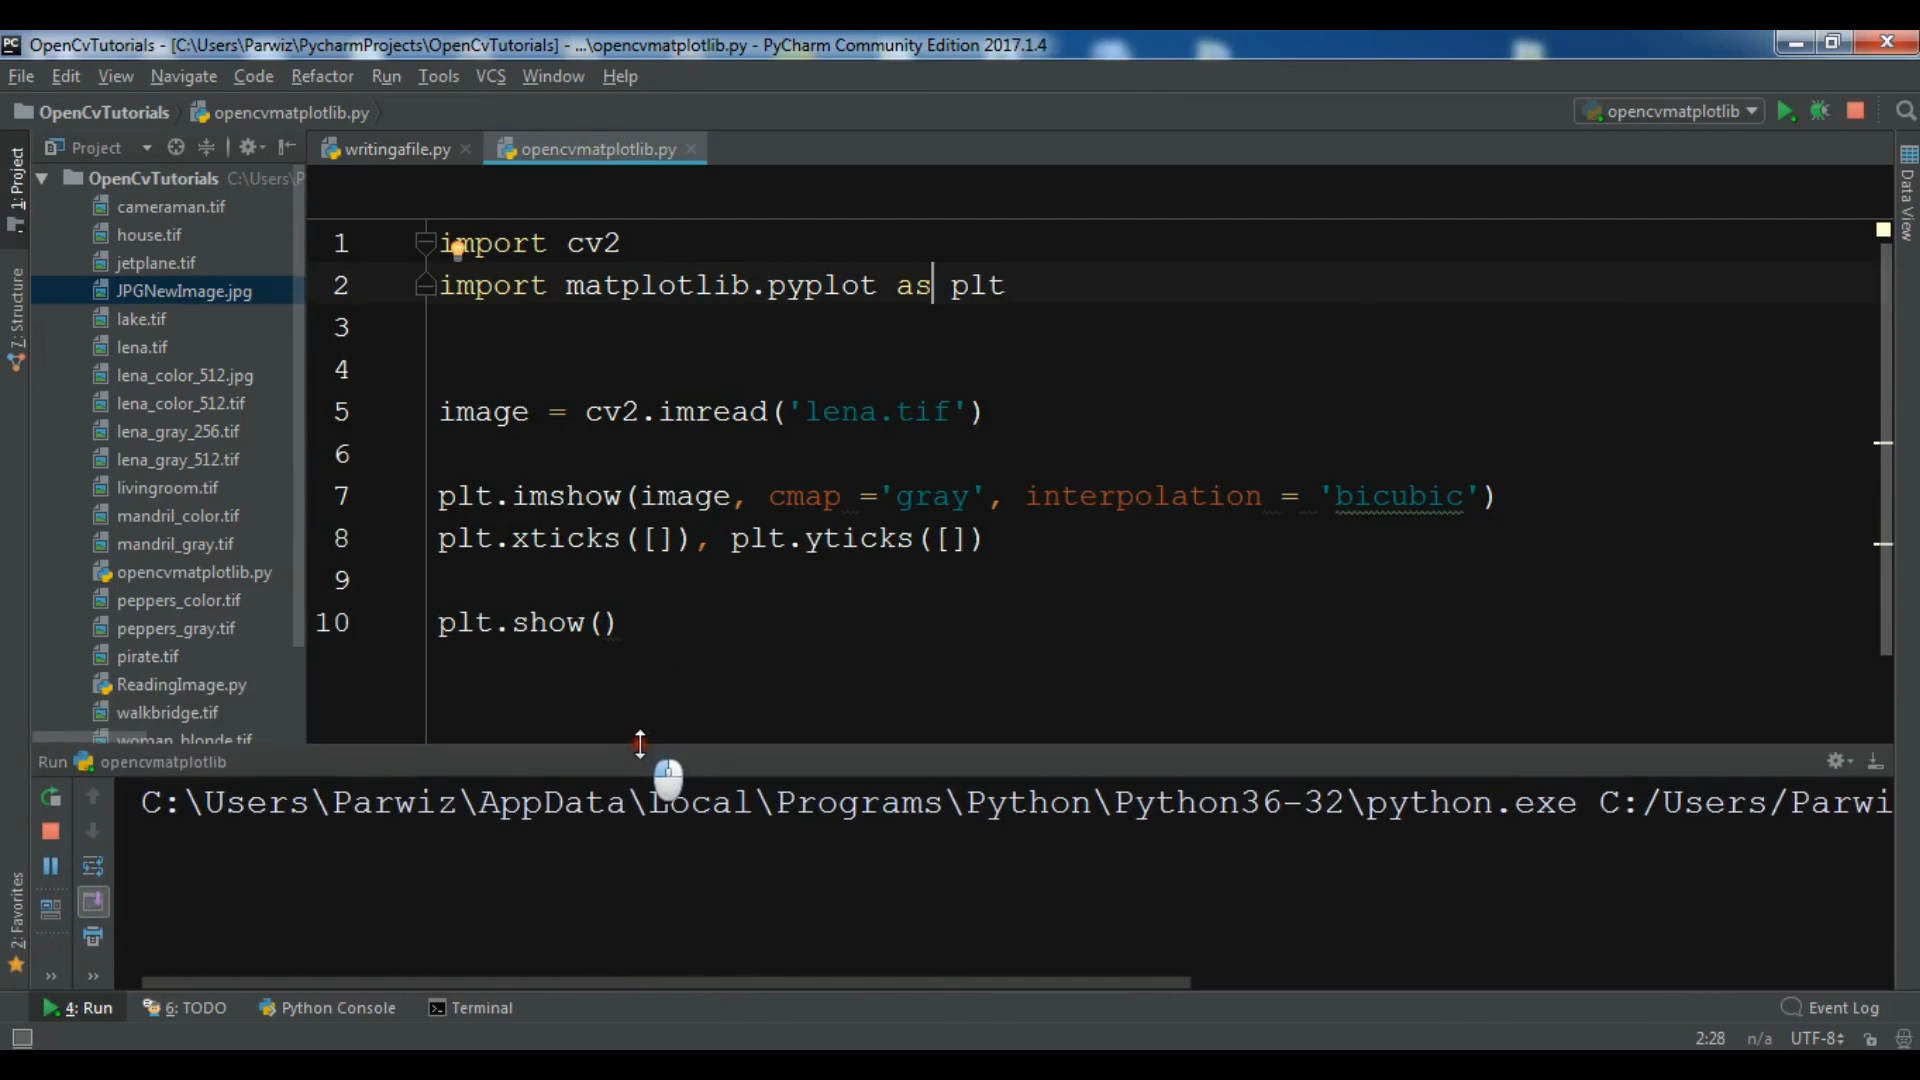 OpenCvTutorials - [C:\Users\Parwiz\PycharmProjects\OpenCvTutorials] - ...\opencvmatplotlib.py - PyCharm Community Edition 2017.1.4
File Edit View Navigate Code Refactor Run Tools VCS Window Help
OpenCvTutorials opencvmatplotlib.py opencvmatplotlib
Project writingafile.py opencvmatplotlib.py
1: Project
7: Structure
2: Favorites
Data View
OpenCvTutorials C:\Users\P
cameraman.tif
house.tif
jetplane.tif
JPGNewImage.jpg
lake.tif
lena.tif
lena_color_512.jpg
lena_color_512.tif
lena_gray_256.tif
lena_gray_512.tif
livingroom.tif
mandril_color.tif
mandril_gray.tif
opencvmatplotlib.py
peppers_color.tif
peppers_gray.tif
pirate.tif
ReadingImage.py
walkbridge.tif
woman_blonde.tif
1 import cv2
2 import matplotlib.pyplot as plt
3
4
5 image = cv2.imread('lena.tif')
6
7 plt.imshow(image, cmap ='gray', interpolation = 'bicubic')
8 plt.xticks([]), plt.yticks([])
9
10 plt.show()
Run opencvmatplotlib
C:\Users\Parwiz\AppData\Local\Programs\Python\Python36-32\python.exe C:/Users/Parwi
4: Run 6: TODO Python Console Terminal Event Log
2:28 n/a UTF-8